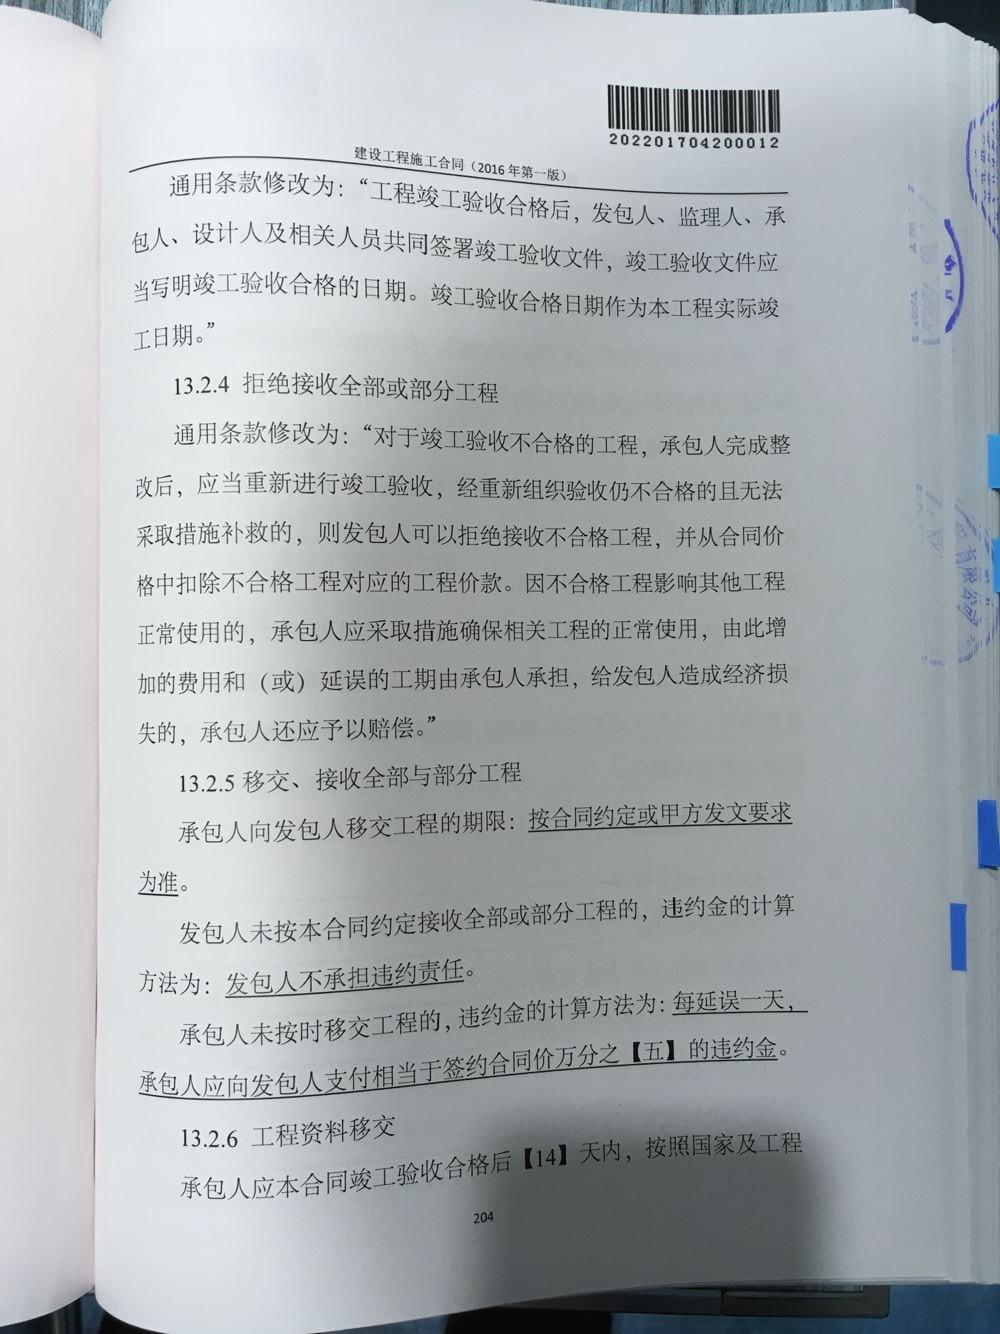 202201704200012
建设工程施工合同（2016 年第一版）
通用条款修改为：“工程竣工验收合格后，发包人、监理人、承
包人、设计人及相关人员共同签署竣工验收文件，竣工验收文件应
当写明竣工验收合格的日期。竣工验收合格日期作为本工程实际竣
工日期。”
13.2.4 拒绝接收全部或部分工程
通用条款修改为：“对于竣工验收不合格的工程，承包人完成整
改后，应当重新进行竣工验收，经重新组织验收仍不合格的且无法
采取措施补救的，则发包人可以拒绝接收不合格工程，并从合同价
格中扣除不合格工程对应的工程价款。因不合格工程影响其他工程
正常使用的，承包人应采取措施确保相关工程的正常使用，由此增
加的费用和（或）延误的工期由承包人承担，给发包人造成经济损
失的，承包人还应予以赔偿。”
13.2.5 移交、接收全部与部分工程
承包人向发包人移交工程的期限：按合同约定或甲方发文要求
为准。
发包人未按本合同约定接收全部或部分工程的，违约金的计算
方法为：发包人不承担违约责任。
承包人未按时移交工程的，违约金的计算方法为：每延误一天，
承包人应向发包人支付相当于签约合同价万分之【五】的违约金。
13.2.6 工程资料移交
承包人应本合同竣工验收合格后【14】天内，按照国家及工程
204